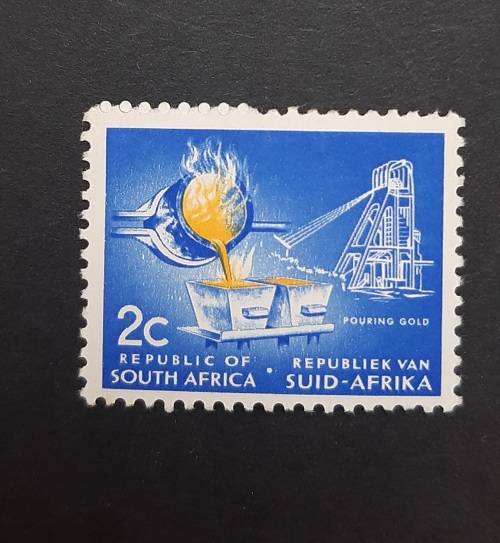 POURING GOLD
2c
REPUBLIC OF
SOUTH AFRICA
·
REPUBLIEK VAN
SUID-AFRIKA